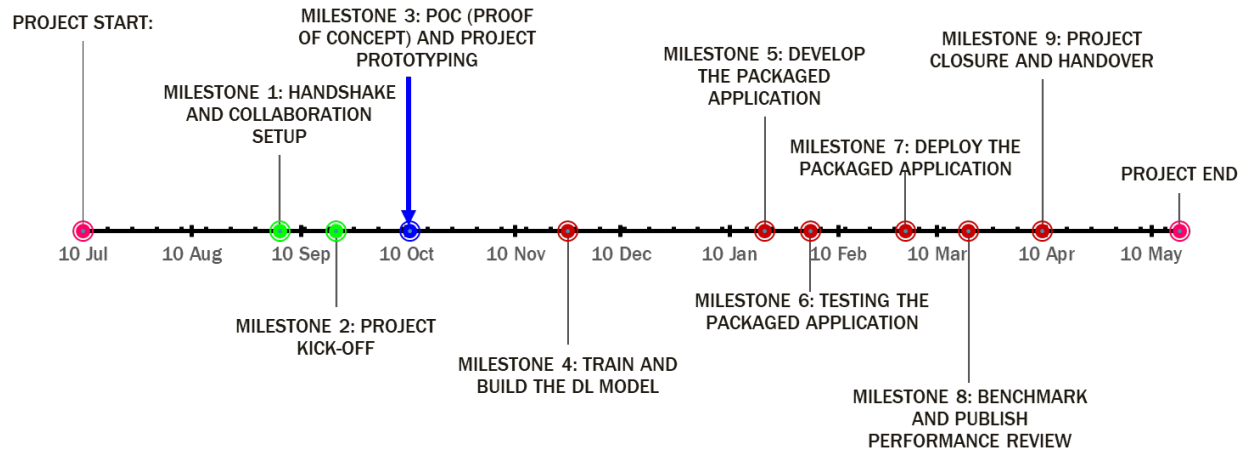 PROJECT START:
MILESTONE 3: POC (PROOF
OF CONCEPT) AND PROJECT
PROTOTYPING
MILESTONE 1: HANDSHAKE
AND COLLABORATION
SETUP
MILESTONE 5: DEVELOP
THE PACKAGED
APPLICATION
MILESTONE 9: PROJECT
CLOSURE AND HANDOVER
MILESTONE 7: DEPLOY THE
PACKAGED APPLICATION
PROJECT END
10 Jul
10 Aug
10 Sep
10 Oct
10 Nov
10 Dec
10 Jan
10 Feb
10 Mar
10 Apr
10 May
MILESTONE 2: PROJECT
KICK-OFF
MILESTONE 4: TRAIN AND
BUILD THE DL MODEL
MILESTONE 6: TESTING THE
PACKAGED APPLICATION
MILESTONE 8: BENCHMARK
AND PUBLISH
PERFORMANCE REVIEW